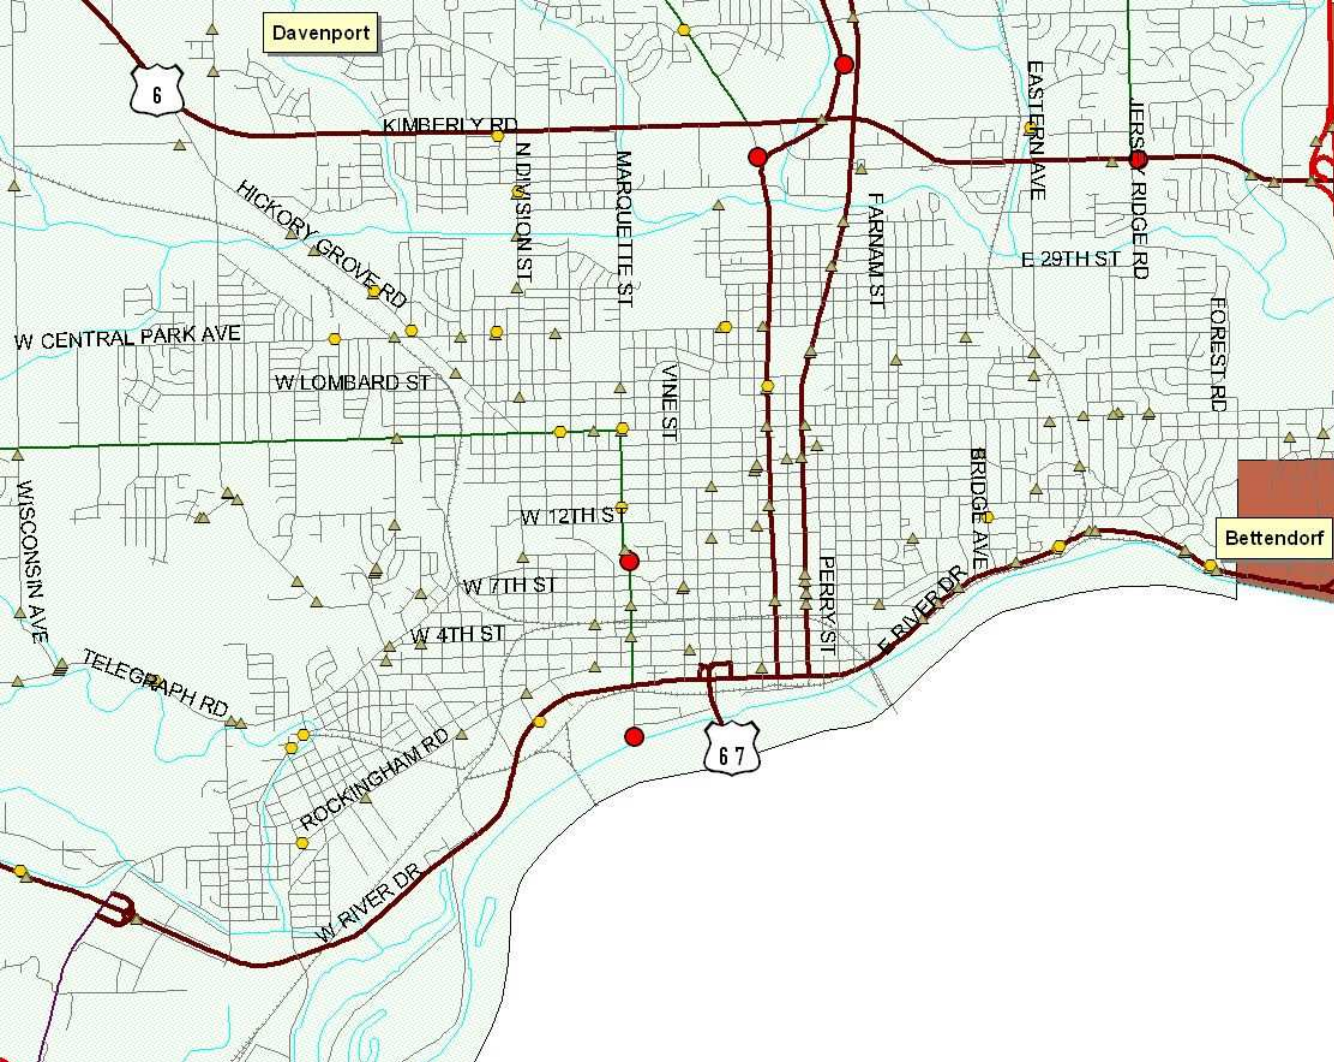 Davenport
6
KIMBERLY RD
EASTERN AVE
JERSEY RIDGE RD
N DIVISION ST
MARQUETTE ST
HICKORY GROVE RD
FARNAM ST
E 29TH ST
W CENTRAL PARK AVE
FOREST RD
W LOMBARD ST
VINE ST
BRIDGE AVE
WISCONSIN AVE
W 12TH ST
Bettendorf
W 7TH ST
PERRY ST
E RIVER DR
W 4TH ST
TELEGRAPH RD
67
ROCKINGHAM RD
W RIVER DR